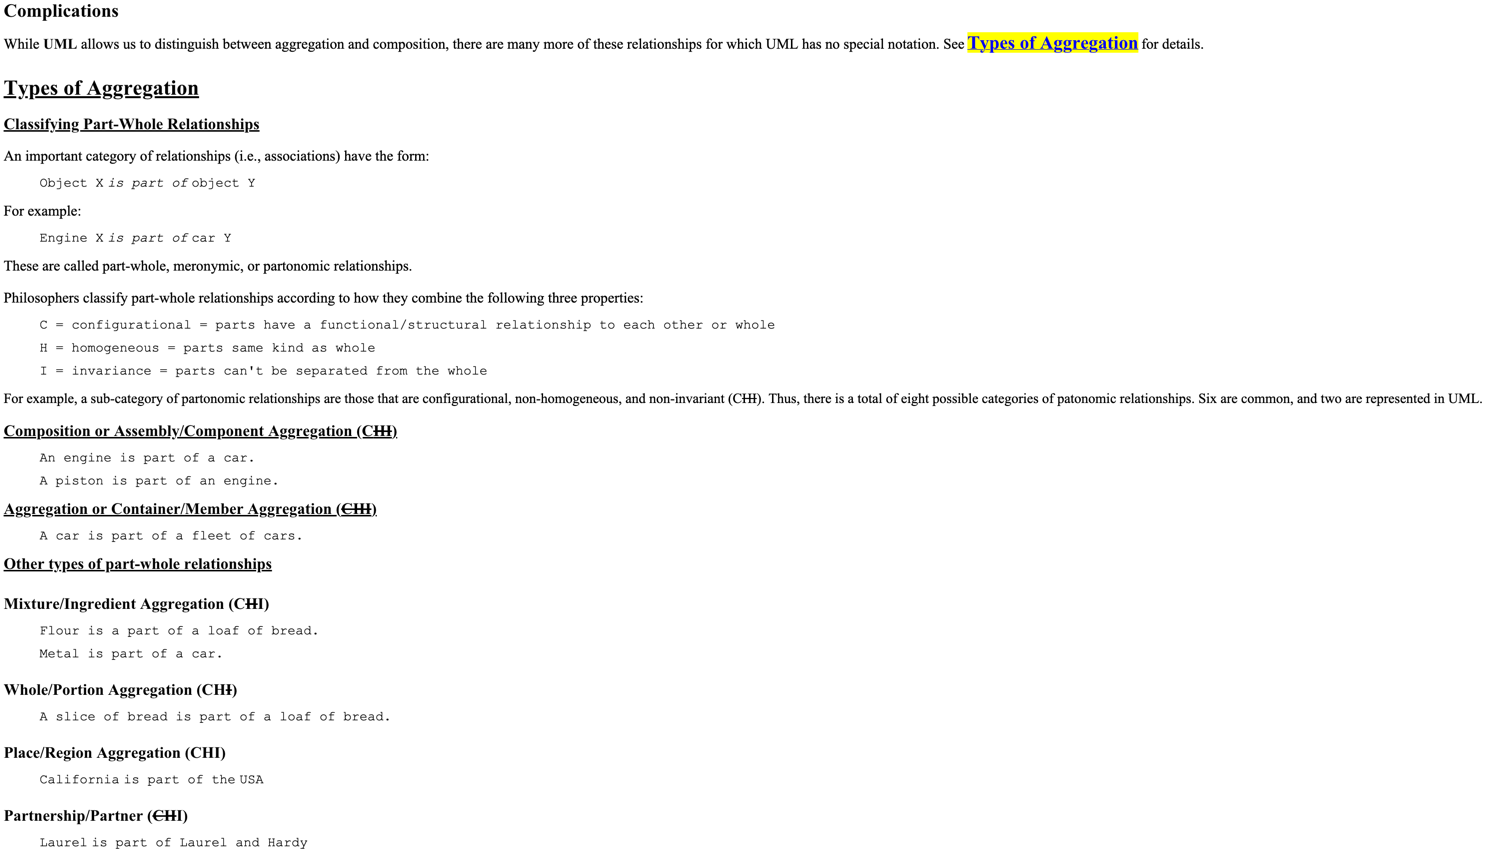 Complications
While UML allows us to distinguish between aggregation and composition, there are many more of these relationships for which UML has no special notation. See Types of Aggregation for details.
Types of Aggregation
Classifying Part-Whole Relationships
An important category of relationships (i.e., associations) have the form:
Object X is part of object Y
For example:
Engine X is part of car Y
These are called part-whole, meronymic, or partonomic relationships.
Philosophers classify part-whole relationships according to how they combine the following three properties:
C = configurational = parts have a functional/structural relationship to each other or whole
H = homogeneous = parts same kind as whole
I = invariance = parts can't be separated from the whole
For example, a sub-category of partonomic relationships are those that are configurational, non-homogeneous, and non-invariant (CHI). Thus, there is a total of eight possible categories of patonomic relationships. Six are common, and two are represented in UML.
Composition or Assembly/Component Aggregation (CHI)
An engine is part of a car.
A piston is part of an engine.
Aggregation or Container/Member Aggregation (CHI)
A car is part of a fleet of cars.
Other types of part-whole relationships
Mixture/Ingredient Aggregation (CHI)
Flour is a part of a loaf of bread.
Metal is part of a car.
Whole/Portion Aggregation (CHI)
A slice of bread is part of a loaf of bread.
Place/Region Aggregation (CHI)
California is part of the USA
Partnership/Partner (CHI)
Laurel is part of Laurel and Hardy